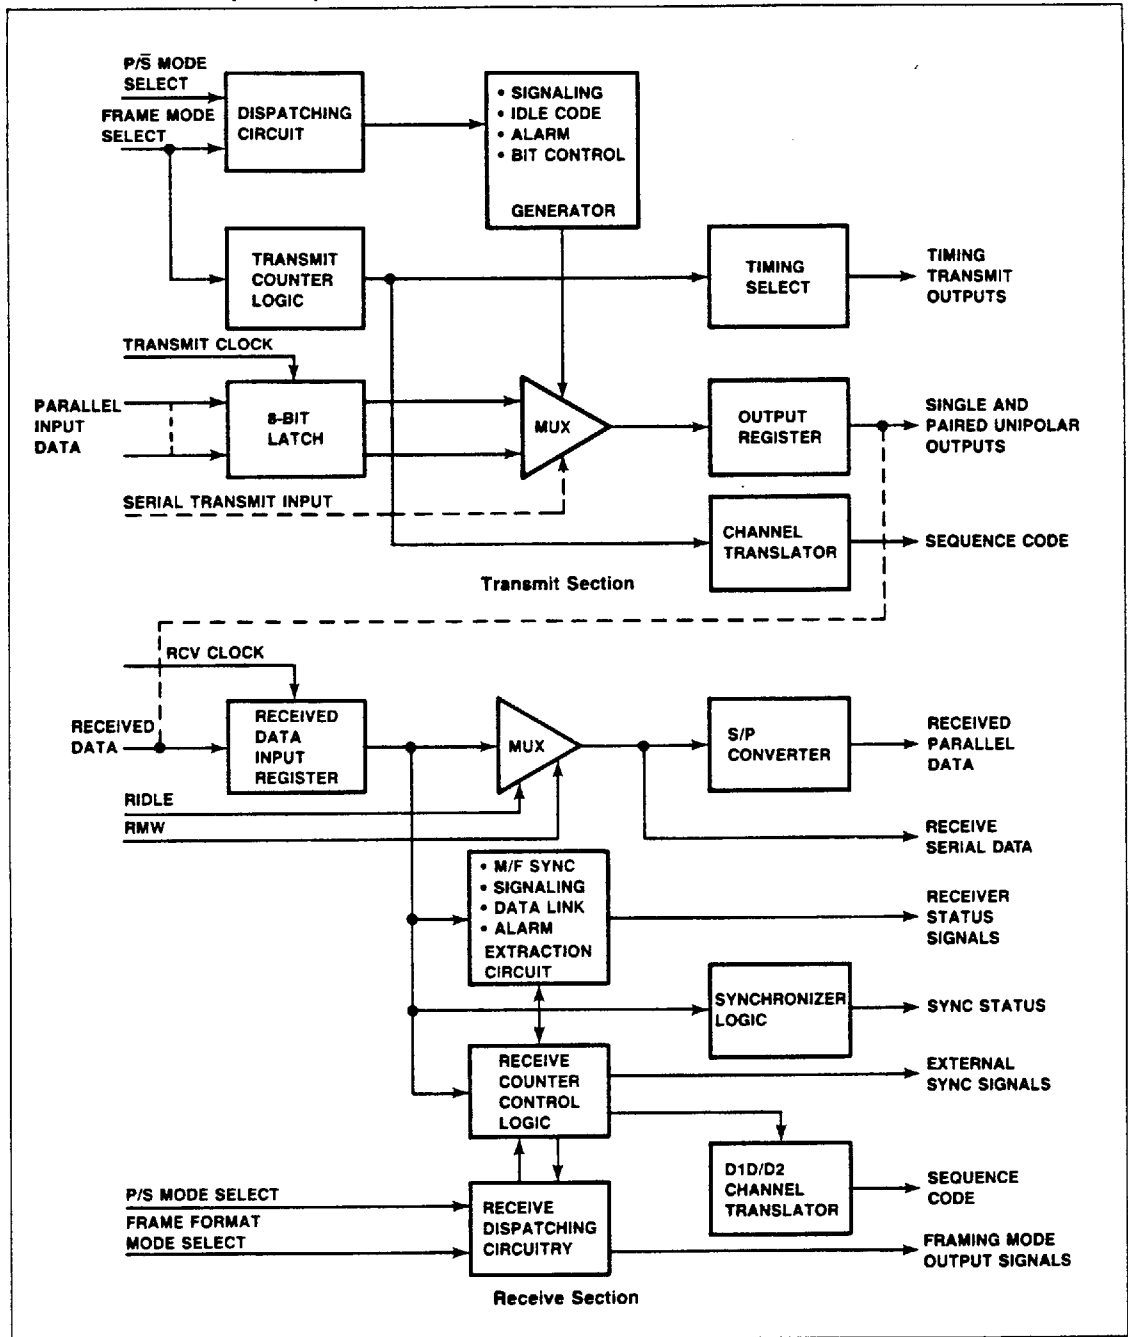 P/S̅ MODE
SELECT
FRAME MODE
SELECT
DISPATCHING
CIRCUIT
• SIGNALING
• IDLE CODE
• ALARM
• BIT CONTROL
GENERATOR
TRANSMIT
COUNTER
LOGIC
TIMING
SELECT
TIMING
TRANSMIT
OUTPUTS
TRANSMIT CLOCK
PARALLEL
INPUT
DATA
8-BIT
LATCH
MUX
OUTPUT
REGISTER
SINGLE AND
PAIRED UNIPOLAR
OUTPUTS
SERIAL TRANSMIT INPUT
CHANNEL
TRANSLATOR
SEQUENCE CODE
Transmit Section
RCV CLOCK
RECEIVED
DATA
RECEIVED
DATA
INPUT
REGISTER
MUX
S/P
CONVERTER
RECEIVED
PARALLEL
DATA
RIDLE
RMW
RECEIVE
SERIAL DATA
• M/F SYNC
• SIGNALING
• DATA LINK
• ALARM
EXTRACTION
CIRCUIT
RECEIVER
STATUS
SIGNALS
SYNCHRONIZER
LOGIC
SYNC STATUS
RECEIVE
COUNTER
CONTROL
LOGIC
EXTERNAL
SYNC SIGNALS
D1D/D2
CHANNEL
TRANSLATOR
SEQUENCE
CODE
P/S MODE SELECT
FRAME FORMAT
MODE SELECT
RECEIVE
DISPATCHING
CIRCUITRY
FRAMING MODE
OUTPUT SIGNALS
Receive Section